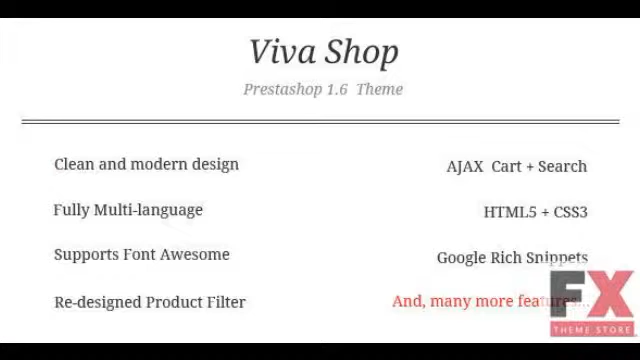 Viva Shop
Prestashop 1.6 Theme
Clean and modern design
AJAX Cart + Search
Fully Multi-language
HTML5 + CSS3
Supports Font Awesome
Google Rich Snippets
Re-designed Product Filter
And, many more features...
FX
THEME STORE